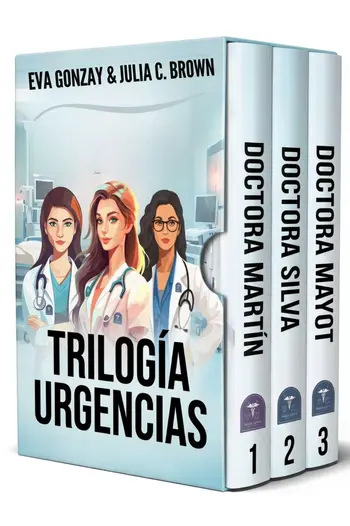 EVA GONZAY & JULIA C. BROWN
TRILOGÍA
URGENCIAS
DOCTORA MARTÍN
1
DOCTORA SILVA
2
DOCTORA MAYOT
3